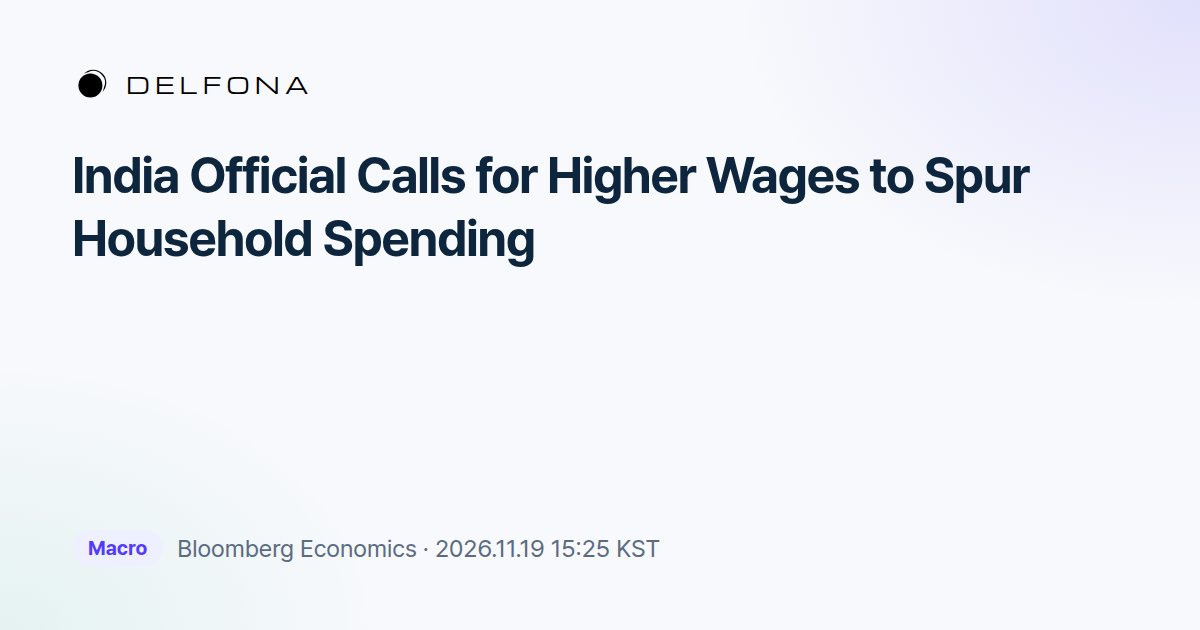 DELFONA
India Official Calls for Higher Wages to Spur
Household Spending
Macro Bloomberg Economics · 2026.11.19 15:25 KST